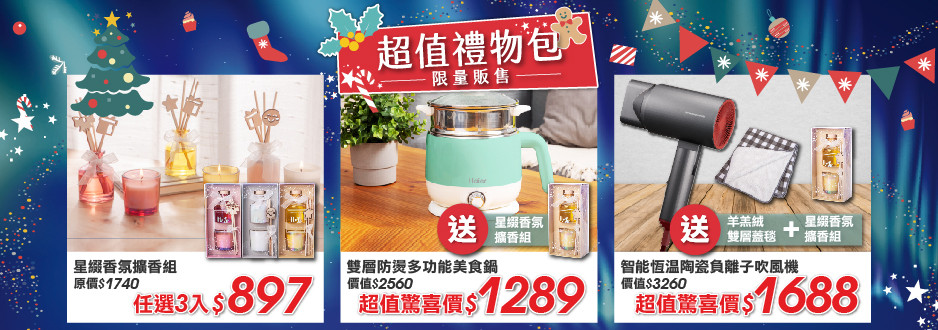 超值禮物包
限量販售
星綴香氛擴香組
原價$1740
任選3入$897
Haier
送
星綴香氛
擴香組
雙層防燙多功能美食鍋
價值$2560
超值驚喜價$1289
送
羊羔絨
雙層蓋毯
+
星綴香氛
擴香組
智能恆温陶瓷負離子吹風機
價值$3260
超值驚喜價$1688